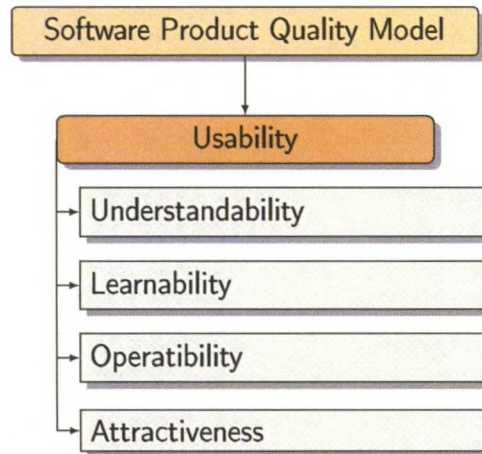 Software Product Quality Model
Usability
Understandability
Learnability
Operatibility
Attractiveness